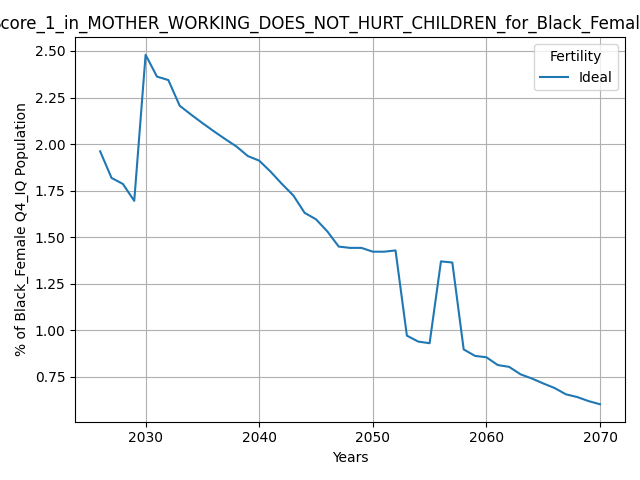 score_1_in_MOTHER_WORKING_DOES_NOT_HURT_CHILDREN_for_Black_Femal
Fertility
Ideal
2.50
2.25
2.00
1.75
1.50
1.25
1.00
0.75
% of Black_Female Q4_IQ Population
2030
2040
2050
2060
2070
Years